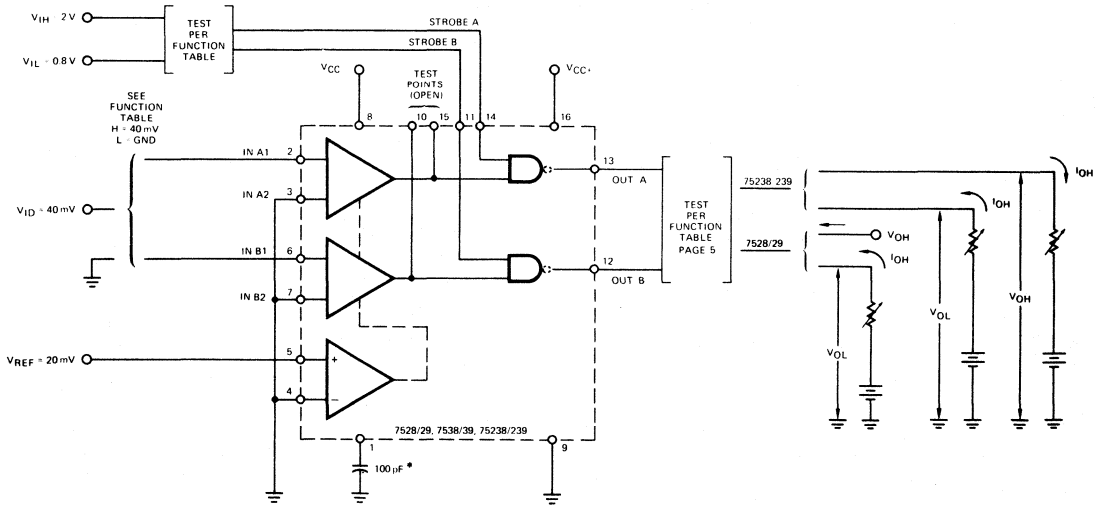 VIH 2 V
VIL - 0.8 V
TEST
PER
FUNCTION
TABLE
STROBE A
STROBE B
VCC
TEST
POINTS
(OPEN)
VCC+
8
10
15
11
14
16
SEE
FUNCTION
TABLE
H = 40 mV
L - GND
VID = 40 mV
IN A1
2
IN A2
3
IN B1
6
IN B2
7
VREF = 20 mV
5
+
4
−
13
OUT A
12
OUT B
TEST
PER
FUNCTION
TABLE
PAGE 5
75238 239
7528/29
IOH
IOH
VOH
IOH
VOL
VOL
VOH
7528/29, 7538/39, 75238/239
1
100 pF *
9